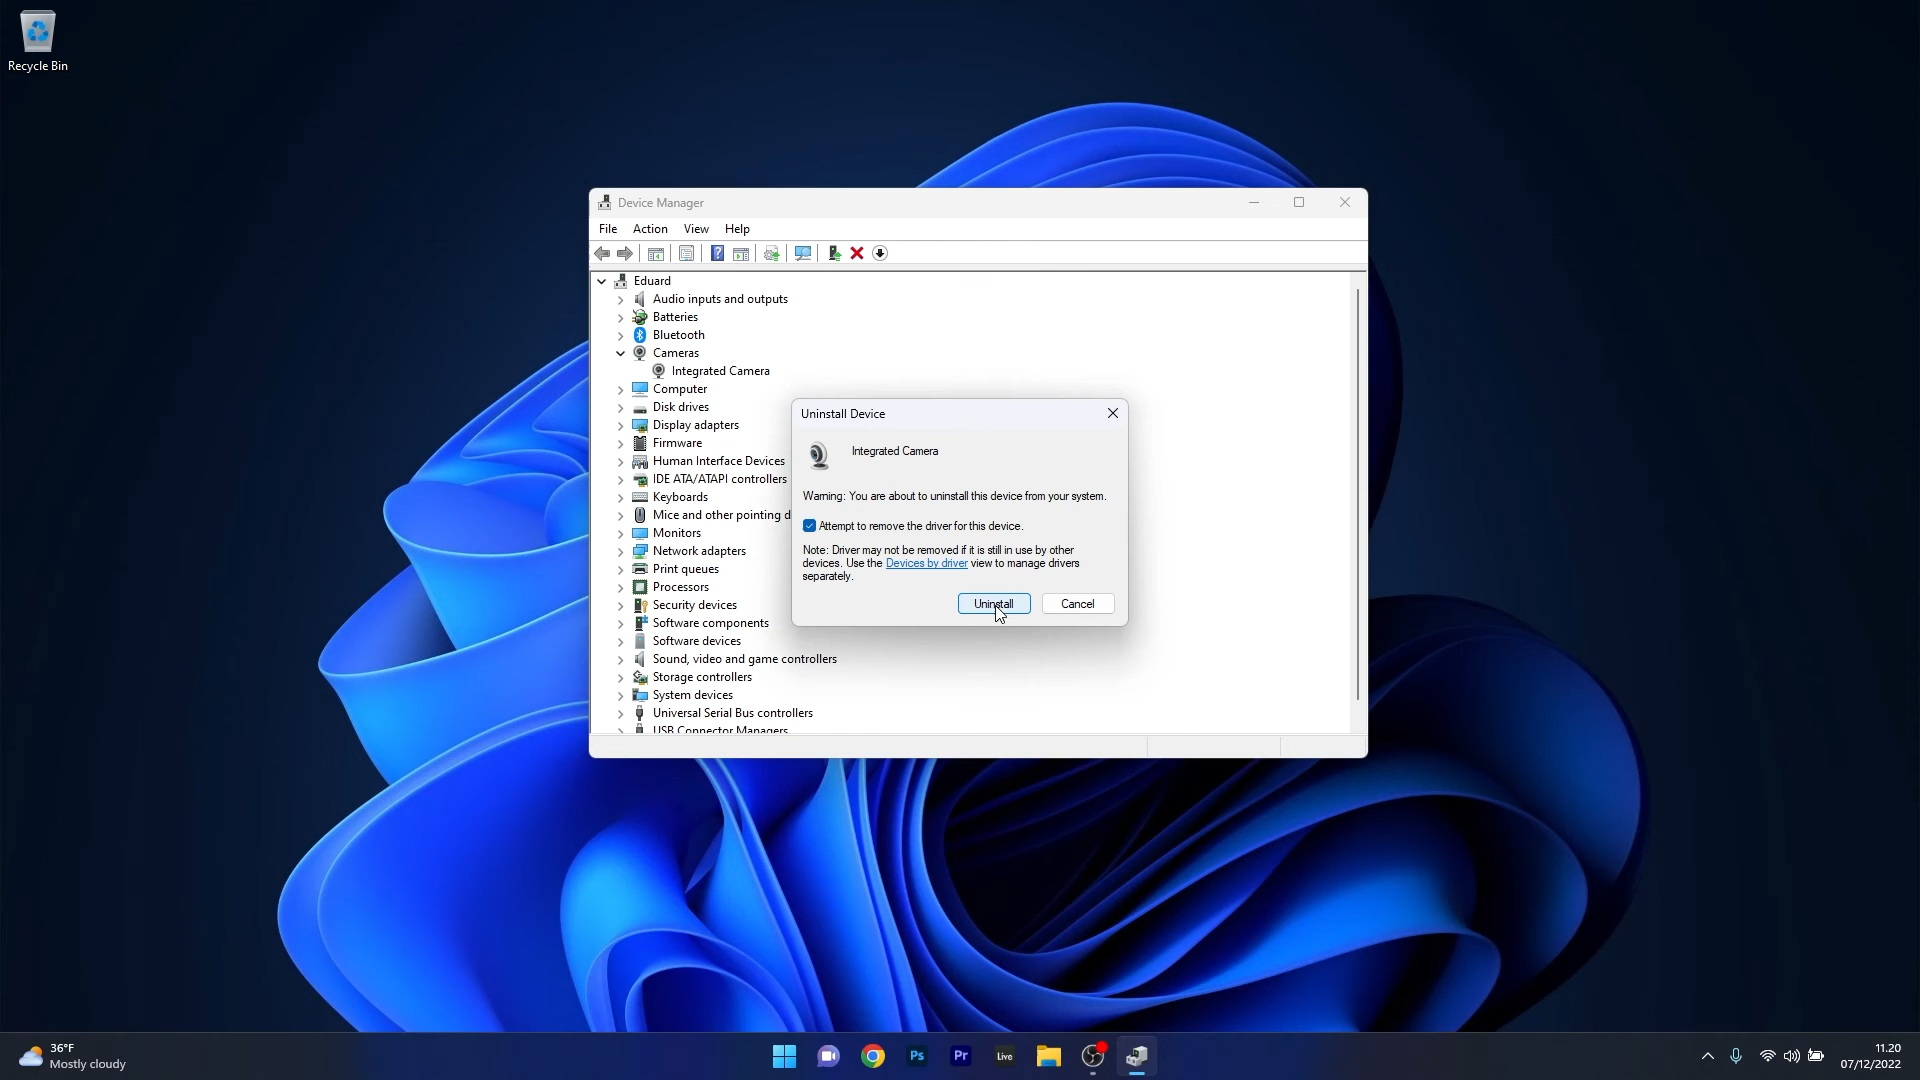 Recycle Bin
Device Manager
File Action View Help
Eduard
Audio inputs and outputs
Batteries
Bluetooth
Cameras
Integrated Camera
Computer
Disk drives
Display adapters
Firmware
Human Interface Devices
IDE ATA/ATAPI controllers
Keyboards
Mice and other pointing d
Monitors
Network adapters
Print queues
Processors
Security devices
Software components
Software devices
Sound, video and game controllers
Storage controllers
System devices
Universal Serial Bus controllers
USB Connector Managers
Uninstall Device
Integrated Camera
Warning: You are about to uninstall this device from your system.
Attempt to remove the driver for this device.
Note: Driver may not be removed if it is still in use by other
devices. Use the Devices by driver view to manage drivers
separately.
Uninstall Cancel
36°F
Mostly cloudy
Ps Pr Live
11.20
07/12/2022